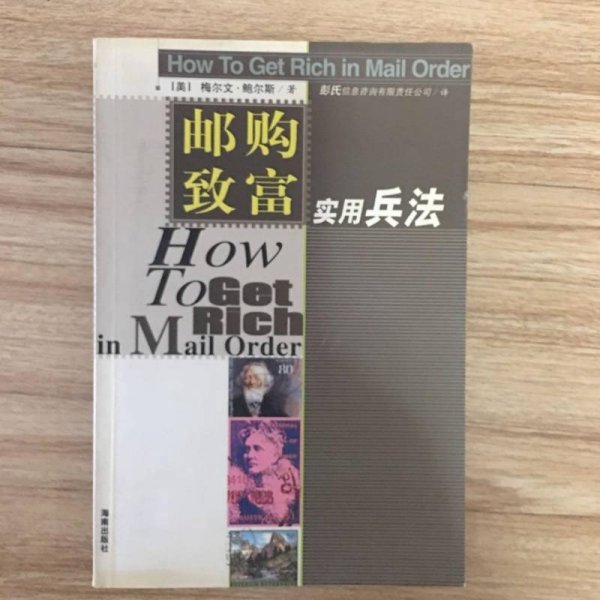 How To Get Rich in Mail Order
[美] 梅尔文·鲍尔斯/著
彭氏信息咨询有限责任公司/译
邮购
致富
实用兵法
How
To Get
Rich
in Mail Order
80
海南出版社